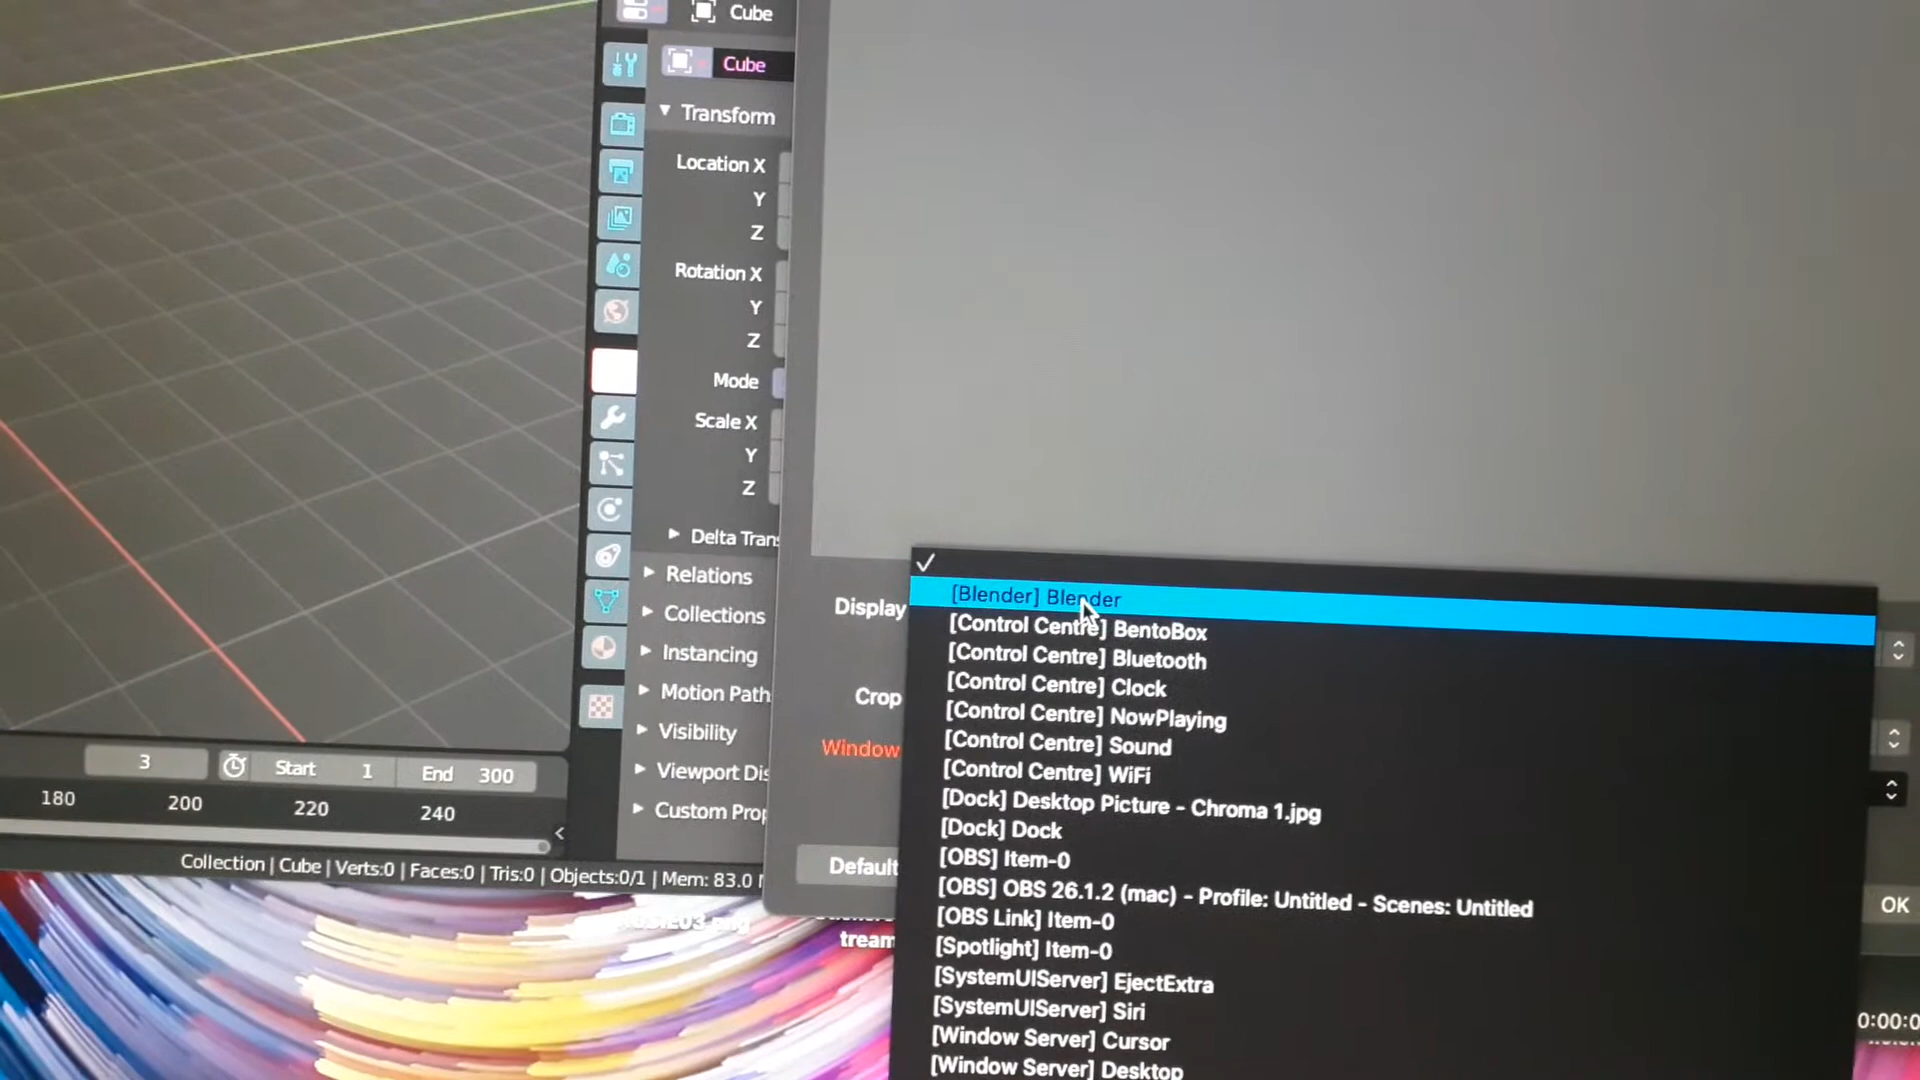 Cube
Cube
Transform
Location X
Y
Z
Rotation X
Y
Z
Mode
Scale X
Y
Z
Delta Tran
Relations
Collections
Instancing
Motion Path
Visibility
Viewport Dis
Custom Prop
3
Start 1
End 300
180 200 220 240
Collection | Cube | Verts:0 | Faces:0 | Tris:0 | Objects:0/1 | Mem: 83.0
Display
Crop
Window
Default
✓
[Blender] Blender
[Control Centre] BentoBox
[Control Centre] Bluetooth
[Control Centre] Clock
[Control Centre] NowPlaying
[Control Centre] Sound
[Control Centre] WiFi
[Dock] Desktop Picture - Chroma 1.jpg
[Dock] Dock
[OBS] Item-0
[OBS] OBS 26.1.2 (mac) - Profile: Untitled - Scenes: Untitled
[OBS Link] Item-0
[Spotlight] Item-0
[SystemUIServer] EjectExtra
[SystemUIServer] Siri
[Window Server] Cursor
[Window Server] Desktop
OK
0:00:0
tream